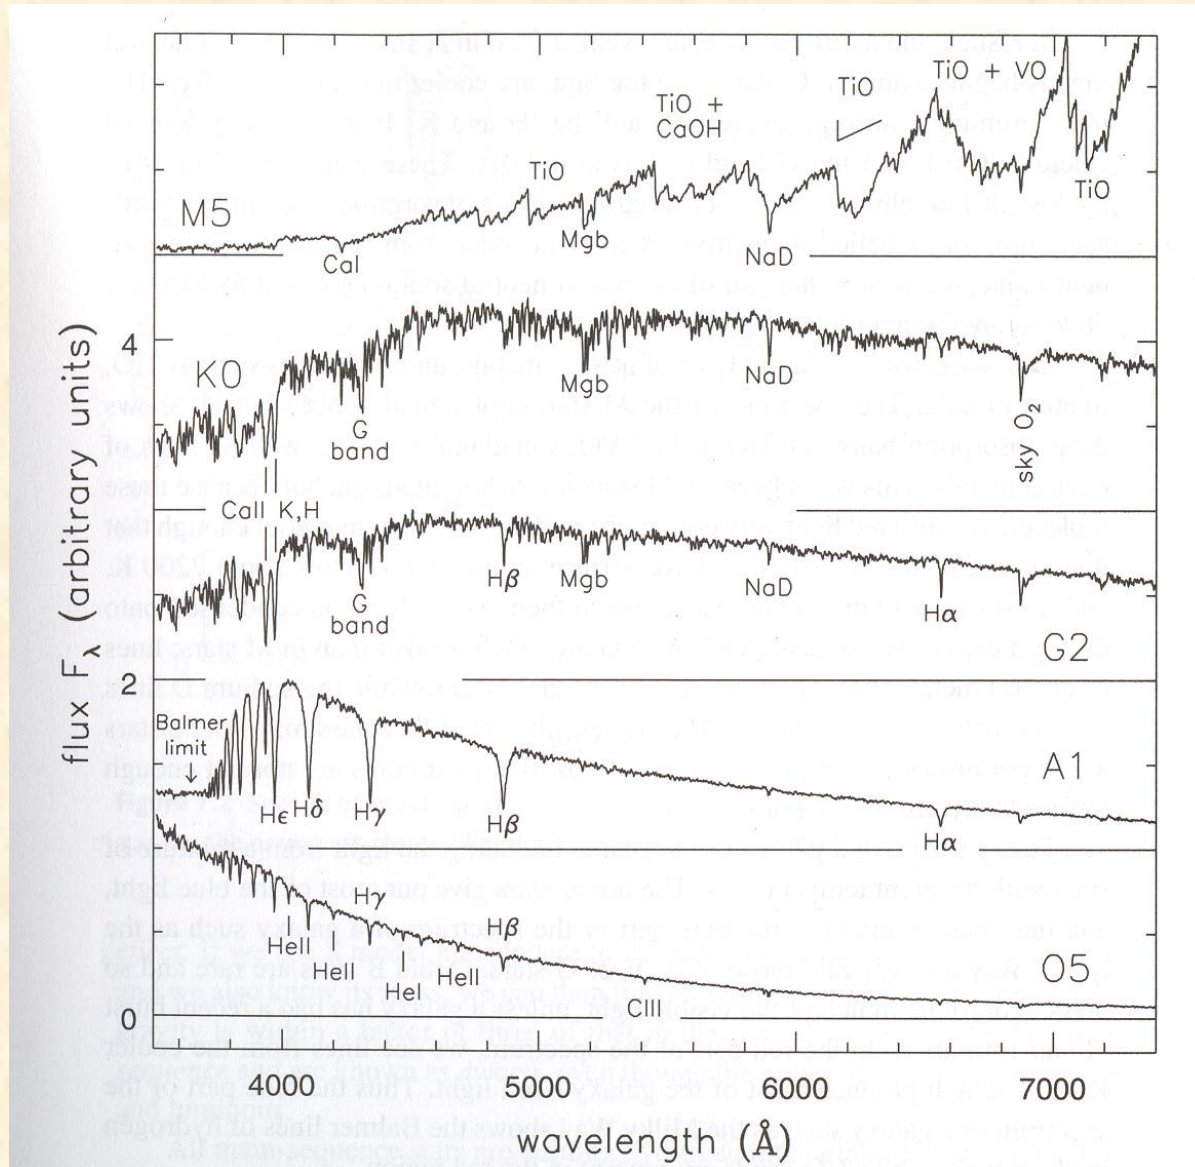 TiO + VO
TiO
TiO +
CaOH
TiO
M5
TiO
Mgb
CaI
NaD
4
K0
Mgb
NaD
G
band
sky O₂
CaII K,H
Hβ
Mgb
NaD
G
band
Hα
G2
2
Balmer
limit
A1
Hϵ
Hδ
Hγ
Hβ
Hα
Hγ
Hβ
HeII
HeII
HeI
HeII
O5
CIII
0
4000
5000
6000
7000
wavelength (Å)
flux F λ (arbitrary units)